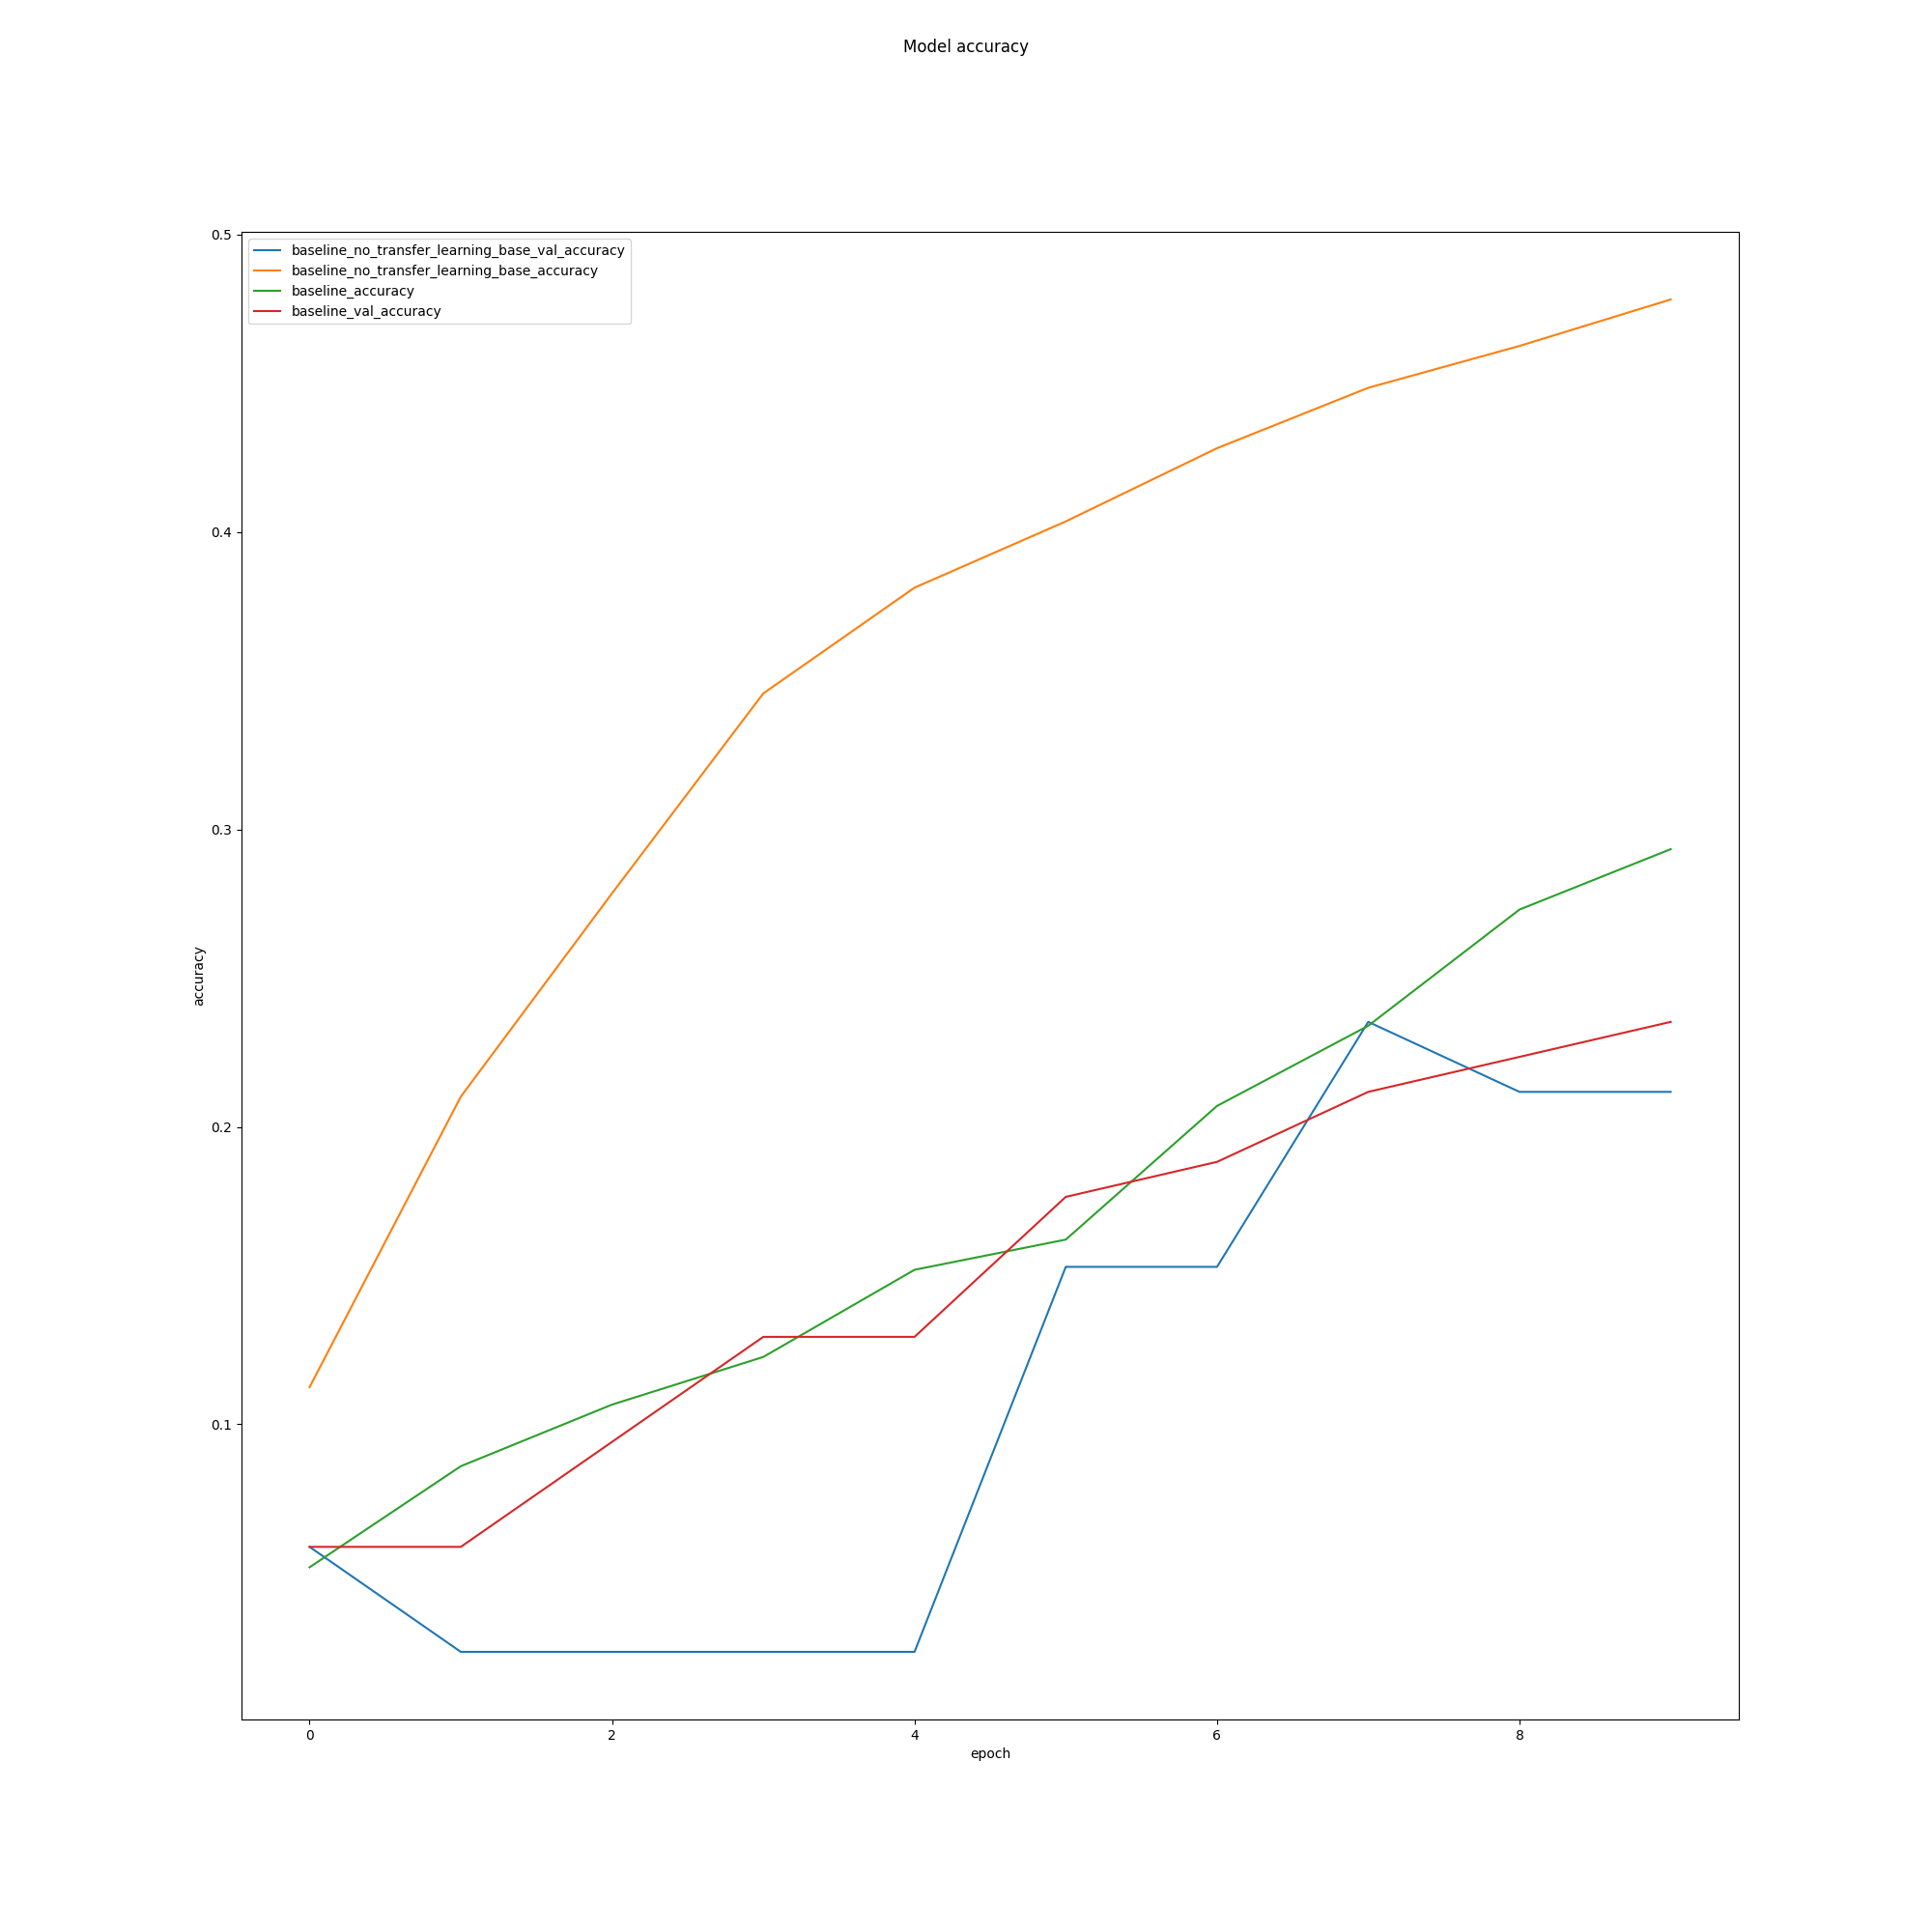 Model accuracy
0.5
baseline_no_transfer_learning_base_val_accuracy
baseline_no_transfer_learning_base_accuracy
baseline_accuracy
baseline_val_accuracy
0.4
0.3
accuracy
0.2
0.1
0 2 4 6 8
epoch